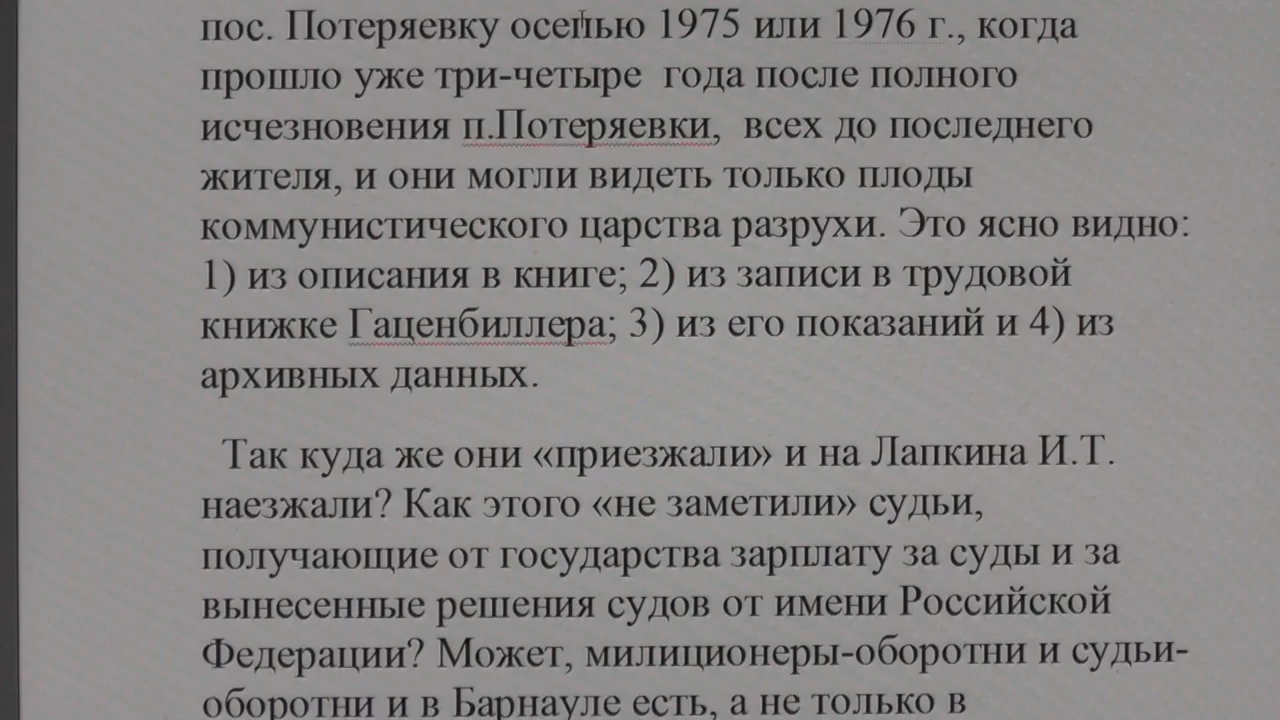 пос. Потеряевку осенью 1975 или 1976 г., когда
прошло уже три-четыре  года после полного
исчезновения п.Потеряевки,  всех до последнего
жителя, и они могли видеть только плоды
коммунистического царства разрухи. Это ясно видно:
1) из описания в книге; 2) из записи в трудовой
книжке Гаценбиллера; 3) из его показаний и 4) из
архивных данных.
Так куда же они «приезжали» и на Лапкина И.Т.
наезжали? Как этого «не заметили» судьи,
получающие от государства зарплату за суды и за
вынесенные решения судов от имени Российской
Федерации? Может, милиционеры-оборотни и судьи-
оборотни и в Барнауле есть, а не только в